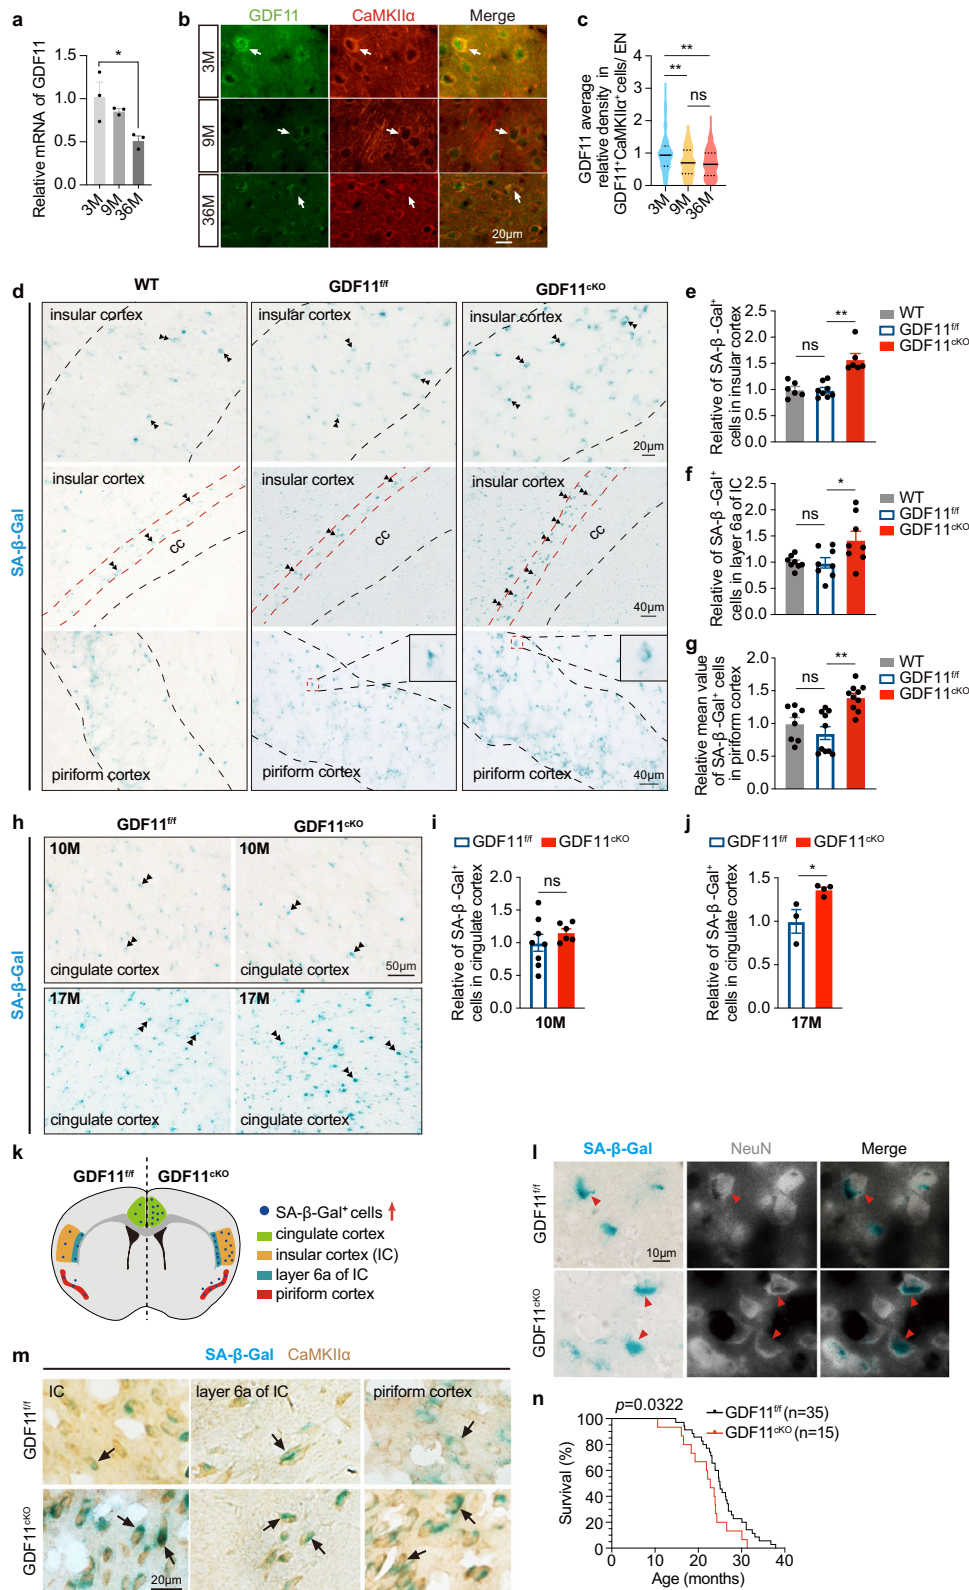 a
Relative mRNA of GDF11
1.5
1.0
0.5
0.0
*
3M
9M
36M
b
GDF11
CaMKIIα
Merge
3M
9M
36M
20μm
c
GDF11 average
relative density in
GDF11⁺CaMKIIα⁺cells/ EN
4
3
2
1
0
**
**
ns
3M
9M
36M
d
WT
GDF11ᶠ/ᶠ
GDF11ᶜᴷᴼ
SA-β-Gal
insular cortex
insular cortex
insular cortex
20μm
insular cortex
insular cortex
insular cortex
cc
cc
cc
40μm
piriform cortex
piriform cortex
piriform cortex
40μm
e
Relative of SA-β -Gal⁺
cells in insular cortex
2.5
2.0
1.5
1.0
0.5
0.0
ns
**
WT
GDF11ᶠ/ᶠ
GDF11ᶜᴷᴼ
f
Relative of SA-β -Gal⁺
cells in layer 6a of IC
2.5
2.0
1.5
1.0
0.5
0.0
ns
*
WT
GDF11ᶠ/ᶠ
GDF11ᶜᴷᴼ
g
Relative mean value
of SA-β -Gal⁺ cells
in piriform cortex
2.0
1.5
1.0
0.5
0.0
ns
**
WT
GDF11ᶠ/ᶠ
GDF11ᶜᴷᴼ
h
GDF11ᶠ/ᶠ
GDF11ᶜᴷᴼ
SA-β-Gal
10M
10M
cingulate cortex
cingulate cortex
50μm
17M
17M
cingulate cortex
cingulate cortex
i
GDF11ᶠ/ᶠ
GDF11ᶜᴷᴼ
Relative of SA-β -Gal⁺
cells in cingulate cortex
2.0
1.5
1.0
0.5
0.0
ns
10M
j
GDF11ᶠ/ᶠ
GDF11ᶜᴷᴼ
Relative of SA-β -Gal⁺
cells in cingulate cortex
1.5
1.0
0.5
0.0
*
17M
k
GDF11ᶠ/ᶠ
GDF11ᶜᴷᴼ
SA-β-Gal⁺ cells
cingulate cortex
insular cortex (IC)
layer 6a of IC
piriform cortex
l
SA-β-Gal
NeuN
Merge
GDF11ᶠ/ᶠ
10μm
GDF11ᶜᴷᴼ
m
SA-β-Gal CaMKIIα
IC
layer 6a of IC
piriform cortex
GDF11ᶠ/ᶠ
GDF11ᶜᴷᴼ
20μm
n
p=0.0322
GDF11ᶠ/ᶠ (n=35)
GDF11ᶜᴷᴼ (n=15)
Survival (%)
100
80
60
40
20
0
0
10
20
30
40
Age (months)